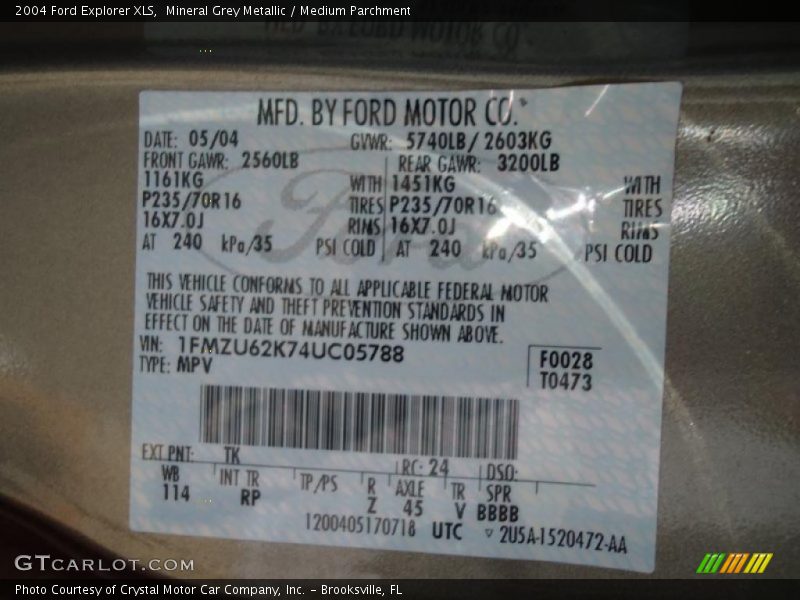 2004 Ford Explorer XLS,  Mineral Grey Metallic / Medium Parchment
MFD. BY FORD MOTOR CO.
DATE: 05/04 GVWR: 5740LB/ 2603KG
FRONT GAWR: 2560LB REAR GAWR: 3200LB
1161KG WITH 1451KG WITH
P235/70R16 TIRES P235/70R16 TIRES
16X7.0J RIMS 16X7.0J RIMS
AT 240 kPa/35 PSI COLD AT 240 kPa/35 PSI COLD
THIS VEHICLE CONFORMS TO ALL APPLICABLE FEDERAL MOTOR
VEHICLE SAFETY AND THEFT PREVENTION STANDARDS IN
EFFECT ON THE DATE OF MANUFACTURE SHOWN ABOVE.
VIN: 1FMZU62K74UC05788 F0028
TYPE: MPV T0473
EXT PNT: TK RC: 24 DSO:
WB INT TR TP/PS R AXLE TR SPR
114 RP Z 45 V BBBB
1200405170718 UTC ▽ 2U5A-1520472-AA
Ford
GTCARLOT.COM
Photo Courtesy of Crystal Motor Car Company, Inc. – Brooksville, FL